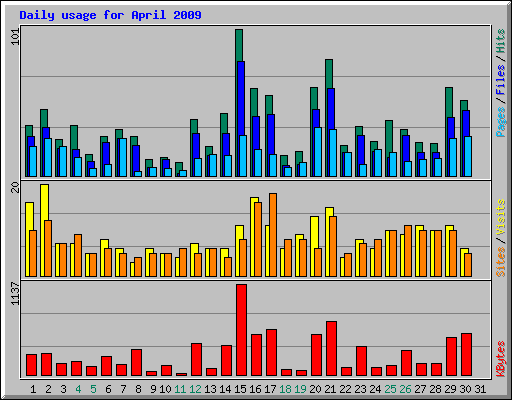 Daily usage for April 2009
101
Pages / Files / Hits
20
Sites / Visits
1137
KBytes
1 2 3 4 5 6 7 8 9 10 11 12 13 14 15 16 17 18 19 20 21 22 23 24 25 26 27 28 29 30 31